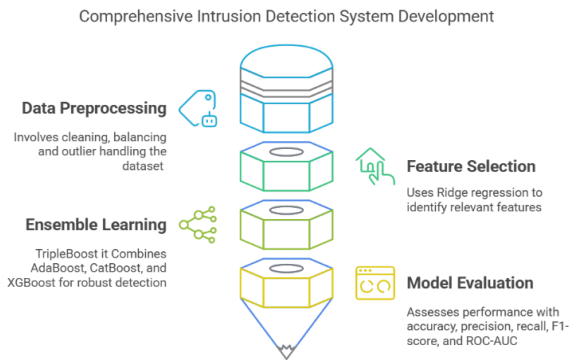 Comprehensive Intrusion Detection System Development
Data Preprocessing
Involves cleaning, balancing
and outlier handling the
dataset
Feature Selection
Uses Ridge regression to
identify relevant features
Ensemble Learning
TripleBoost it Combines
AdaBoost, CatBoost, and
XGBoost for robust detection
Model Evaluation
Assesses performance with
accuracy, precision, recall, F1-
score, and ROC-AUC